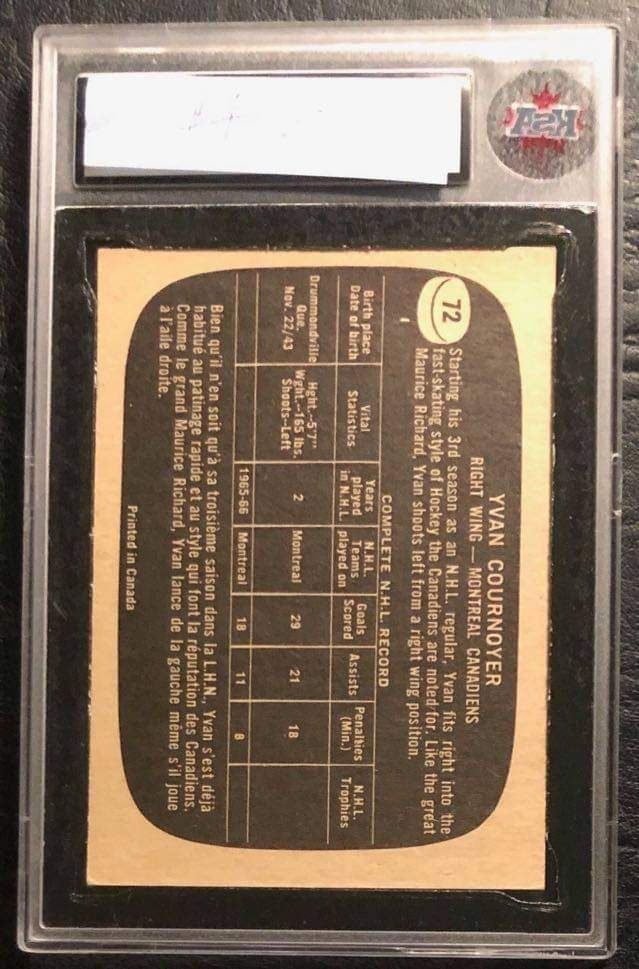 KSA
72
YVAN COURNOYER
RIGHT WING — MONTREAL CANADIENS
Starting his 3rd season as an N.H.L. regular, Yvan fits right into the
fast-skating style of Hockey the Canadiens are noted for. Like the great
Maurice Richard, Yvan shoots left from a right wing position.
COMPLETE N.H.L. RECORD
Birth place Date of birth | Vital Statistics | Years played in N.H.L. | N.H.L. Teams played on | Goals Scored | Assists | Penalties (Min.) | N.H.L. Trophies
Drummondville Que. Nov. 22/43 | Hght.-5'7" Wght.-165 lbs. Shoots-Left | 2 | Montreal | 29 | 21 | 18
1965-66 | Montreal | 18 | 11 | 8
Bien qu'il n'en soit qu'à sa troisième saison dans la L.H.N., Yvan s'est déjà
habitué au patinage rapide et au style qui font la réputation des Canadiens.
Comme le grand Maurice Richard, Yvan lance de la gauche même s'il joue
à l'aile droite.
Printed in Canada